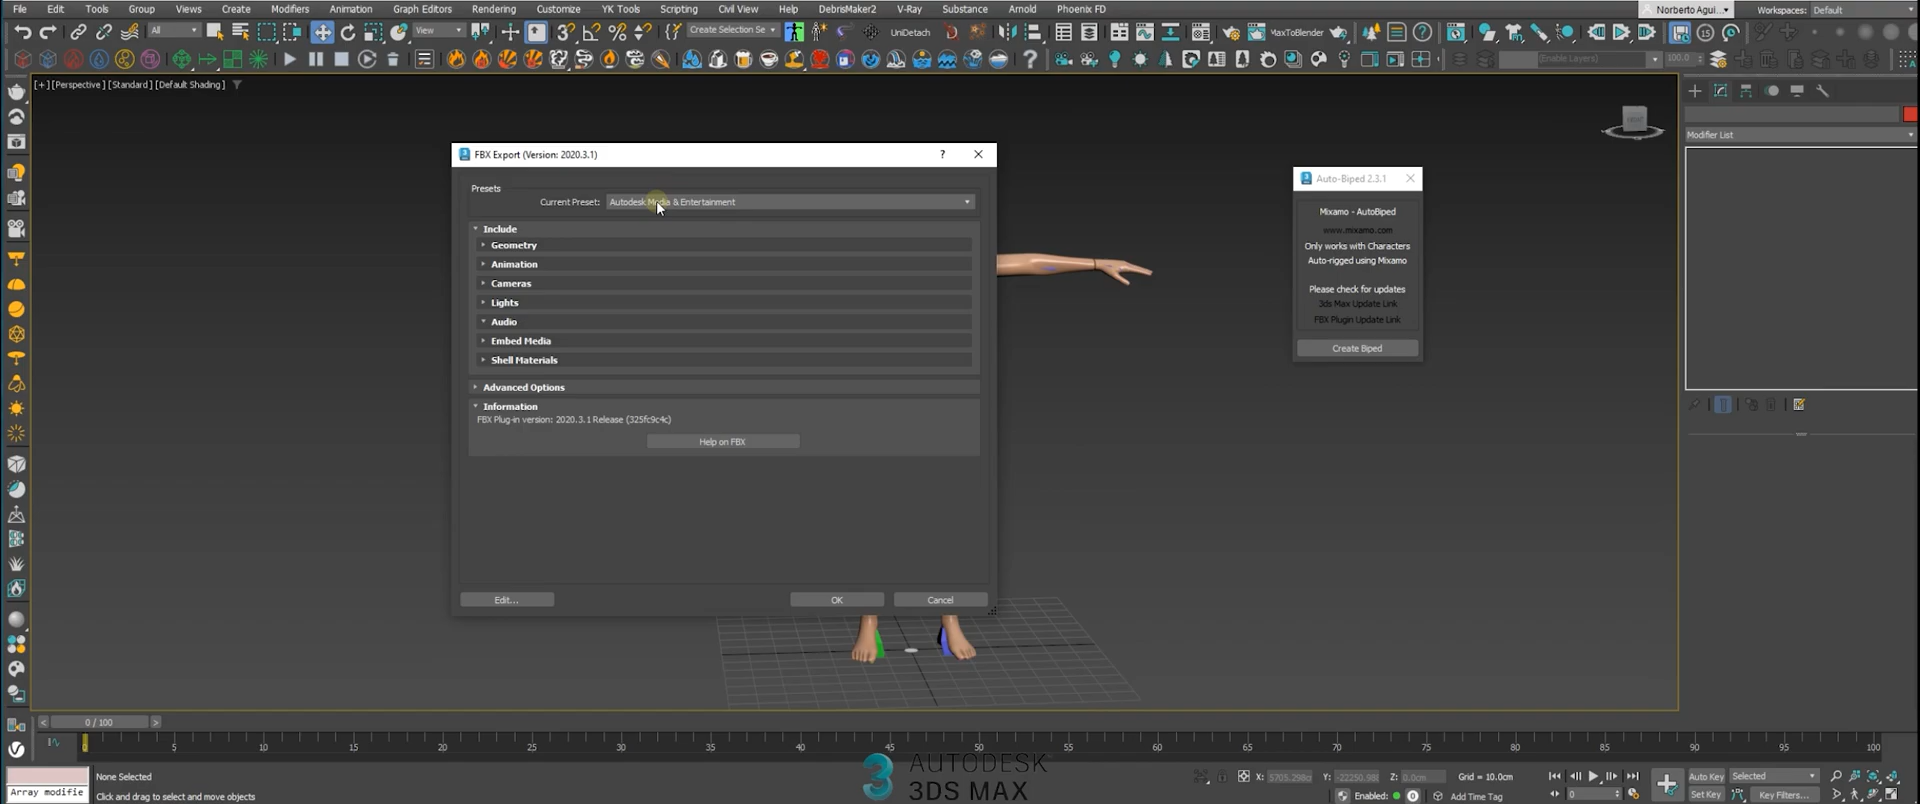 File Edit Tools Group Views Create Modifiers Animation Graph Editors Rendering Customize YK Tools Scripting Civil View Help DebrisMaker2 V-Ray Substance Arnold Phoenix FD Norberto Agui... Workspaces: Default
All View Create Selection Se UniDetach MaxToBlender
(Enable Layers) 100.0
[+] [Perspective] [Standard] [Default Shading]
Modifier List
FBX Export (Version: 2020.3.1) ?
Presets
Current Preset: Autodesk Media & Entertainment
Include
Geometry
Animation
Cameras
Lights
Audio
Embed Media
Shell Materials
Advanced Options
Information
FBX Plug-in version: 2020.3.1 Release (325fc9c4c)
Help on FBX
Edit... OK Cancel
Auto-Biped 2.3.1
Mixamo - AutoBiped
www.mixamo.com
Only works with Characters
Auto-rigged using Mixamo
Please check for updates
3ds Max Update Link
FBX Plugin Update Link
Create Biped
< 0 / 100 >
0 5 10 15 20 25 30 35 40 45 50 55 60 65 70 75 80 85 90 95 100
3 AUTODESK
3DS MAX
Array modifie
None Selected
Click and drag to select and move objects
X: 5705.298c Y: -22250.98 Z: 0.0cm Grid = 10.0cm
Enabled: Add Time Tag
Auto Key Selected
0 Set Key Key Filters...